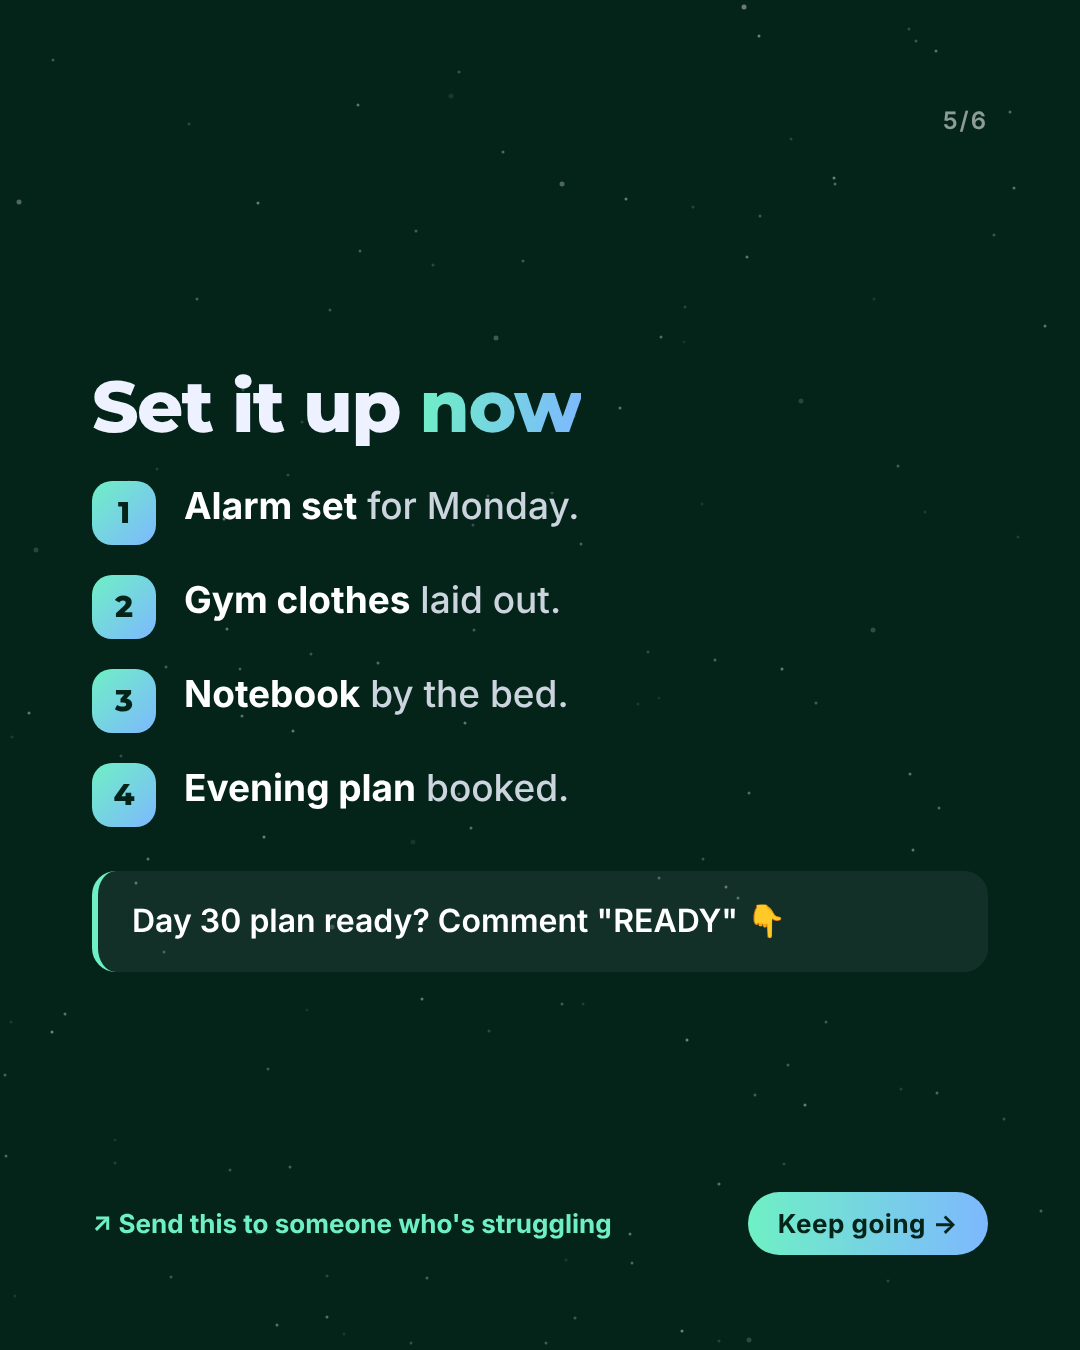 5/6
Set it up now
1 Alarm set for Monday.
2 Gym clothes laid out.
3 Notebook by the bed.
4 Evening plan booked.
Day 30 plan ready? Comment "READY" 👇
↗ Send this to someone who's struggling
Keep going →